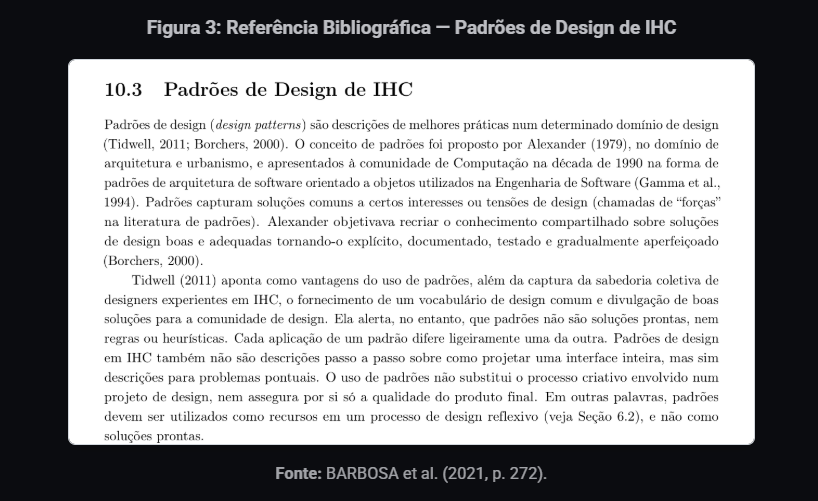 Figura 3: Referência Bibliográfica — Padrões de Design de IHC
10.3 Padrões de Design de IHC
Padrões de design (design patterns) são descrições de melhores práticas num determinado domínio de design
(Tidwell, 2011; Borchers, 2000). O conceito de padrões foi proposto por Alexander (1979), no domínio de
arquitetura e urbanismo, e apresentados à comunidade de Computação na década de 1990 na forma de
padrões de arquitetura de software orientado a objetos utilizados na Engenharia de Software (Gamma et al.,
1994). Padrões capturam soluções comuns a certos interesses ou tensões de design (chamadas de “forças”
na literatura de padrões). Alexander objetivava recriar o conhecimento compartilhado sobre soluções
de design boas e adequadas tornando-o explícito, documentado, testado e gradualmente aperfeiçoado
(Borchers, 2000).
Tidwell (2011) aponta como vantagens do uso de padrões, além da captura da sabedoria coletiva de
designers experientes em IHC, o fornecimento de um vocabulário de design comum e divulgação de boas
soluções para a comunidade de design. Ela alerta, no entanto, que padrões não são soluções prontas, nem
regras ou heurísticas. Cada aplicação de um padrão difere ligeiramente uma da outra. Padrões de design
em IHC também não são descrições passo a passo sobre como projetar uma interface inteira, mas sim
descrições para problemas pontuais. O uso de padrões não substitui o processo criativo envolvido num
projeto de design, nem assegura por si só a qualidade do produto final. Em outras palavras, padrões
devem ser utilizados como recursos em um processo de design reflexivo (veja Seção 6.2), e não como
soluções prontas.
Fonte: BARBOSA et al. (2021, p. 272).